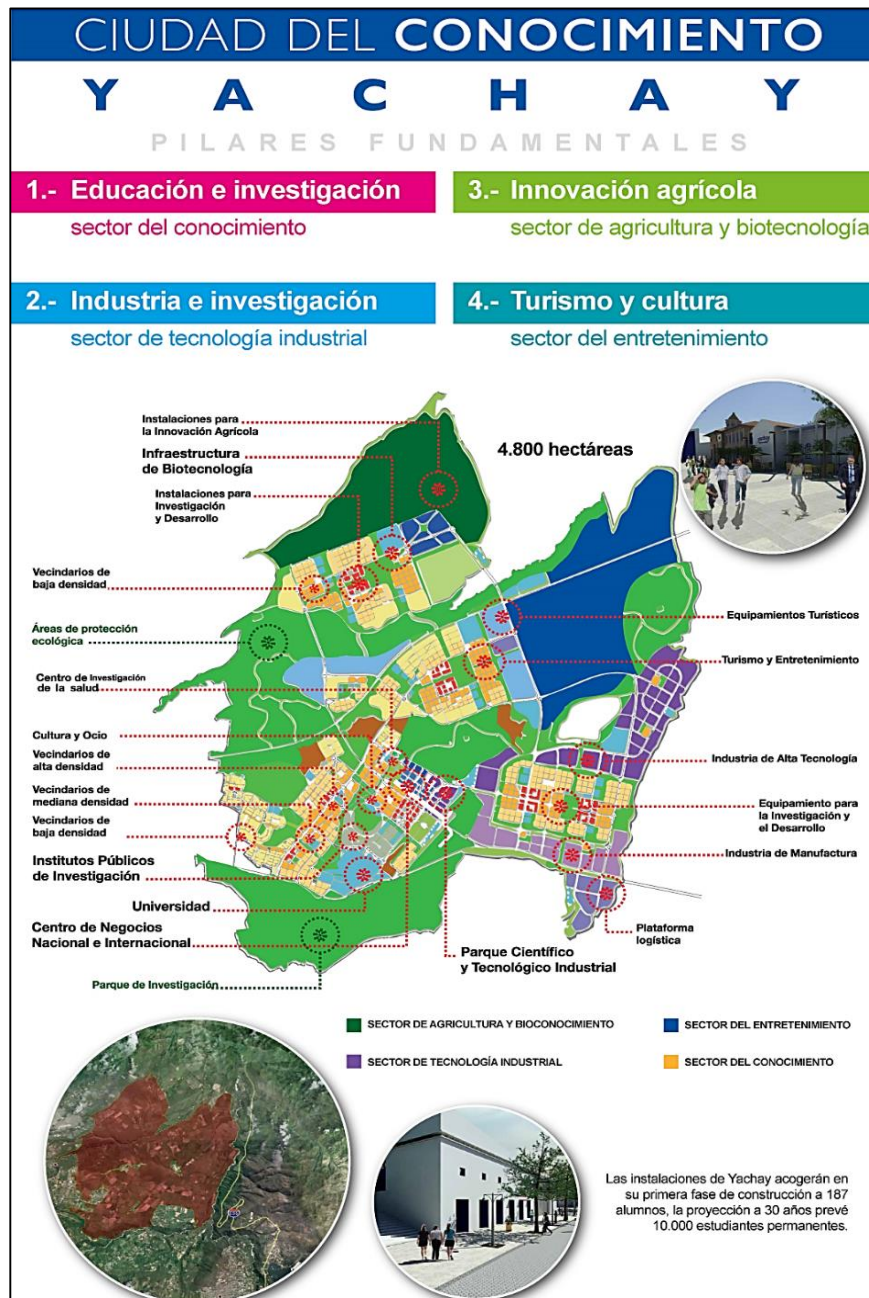 CIUDAD DEL CONOCIMIENTO
YACHAY
PILARES FUNDAMENTALES
1.- Educación e investigación
sector del conocimiento
3.- Innovación agrícola
sector de agricultura y biotecnología
2.- Industria e investigación
sector de tecnología industrial
4.- Turismo y cultura
sector del entretenimiento
4.800 hectáreas
Instalaciones para
la Innovación Agrícola
Infraestructura
de Biotecnología
Instalaciones para
Investigación
y Desarrollo
Vecindarios de
baja densidad
Áreas de protección
ecológica
Centro de Investigación
de la salud
Cultura y Ocio
Vecindarios de
alta densidad
Vecindarios de
mediana densidad
Vecindarios de
baja densidad
Institutos Públicos
de Investigación
Universidad
Centro de Negocios
Nacional e Internacional
Parque de Investigación
Equipamientos Turísticos
Turismo y Entretenimiento
Industria de Alta Tecnología
Equipamiento para
la Investigación y
el Desarrollo
Industria de Manufactura
Plataforma
logística
Parque Científico
y Tecnológico Industrial
SECTOR DE AGRICULTURA Y BIOCONOCIMIENTO
SECTOR DEL ENTRETENIMIENTO
SECTOR DE TECNOLOGÍA INDUSTRIAL
SECTOR DEL CONOCIMIENTO
Las instalaciones de Yachay acogerán en
su primera fase de construcción a 187
alumnos, la proyección a 30 años prevé
10.000 estudiantes permanentes.